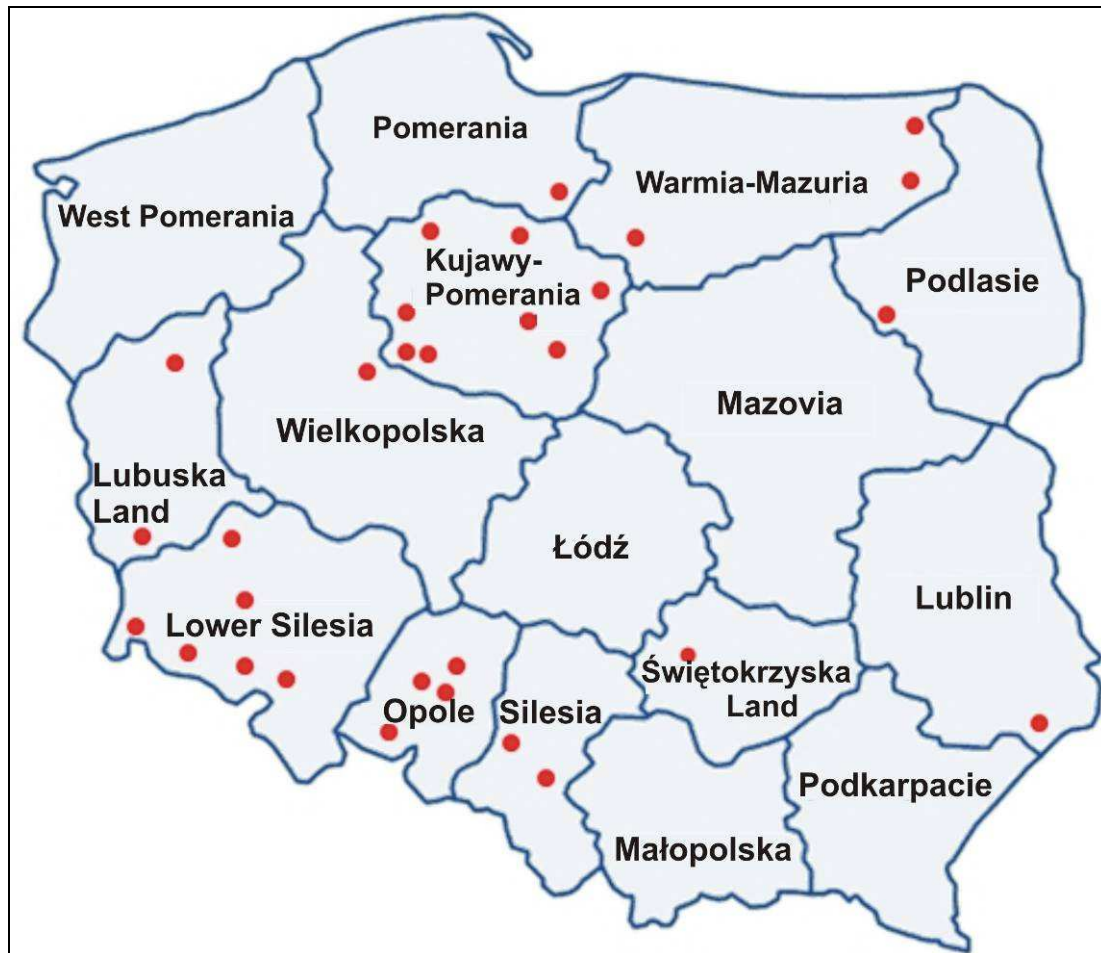 Pomerania
Warmia-Mazuria
West Pomerania
Kujawy-
Pomerania
Podlasie
Mazovia
Wielkopolska
Lubuska
Land
Łódź
Lublin
Lower Silesia
Świętokrzyska
Land
Opole
Silesia
Podkarpacie
Małopolska